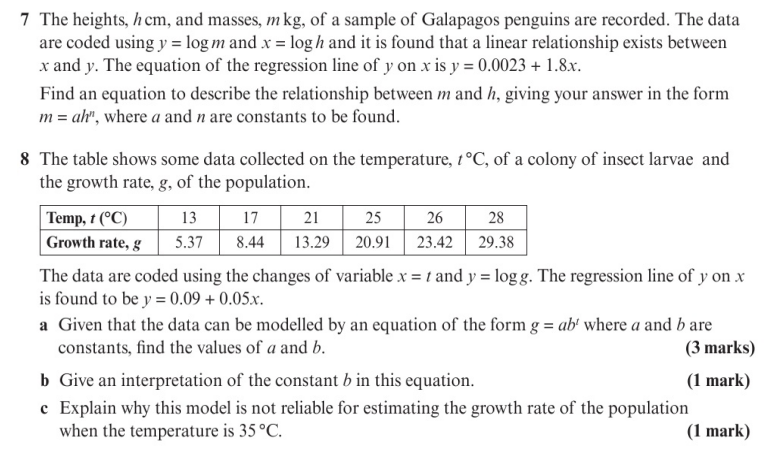 7 The heights, h cm, and masses, m kg, of a sample of Galapagos penguins are recorded. The data
are coded using y = log m and x = log h and it is found that a linear relationship exists between
x and y. The equation of the regression line of y on x is y = 0.0023 + 1.8x.
Find an equation to describe the relationship between m and h, giving your answer in the form
m = ahⁿ, where a and n are constants to be found.
8 The table shows some data collected on the temperature, t °C, of a colony of insect larvae and
the growth rate, g, of the population.
Temp, t (°C) 13 17 21 25 26 28
Growth rate, g 5.37 8.44 13.29 20.91 23.42 29.38
The data are coded using the changes of variable x = t and y = log g. The regression line of y on x
is found to be y = 0.09 + 0.05x.
a Given that the data can be modelled by an equation of the form g = abᵗ where a and b are
constants, find the values of a and b. (3 marks)
b Give an interpretation of the constant b in this equation. (1 mark)
c Explain why this model is not reliable for estimating the growth rate of the population
when the temperature is 35 °C. (1 mark)